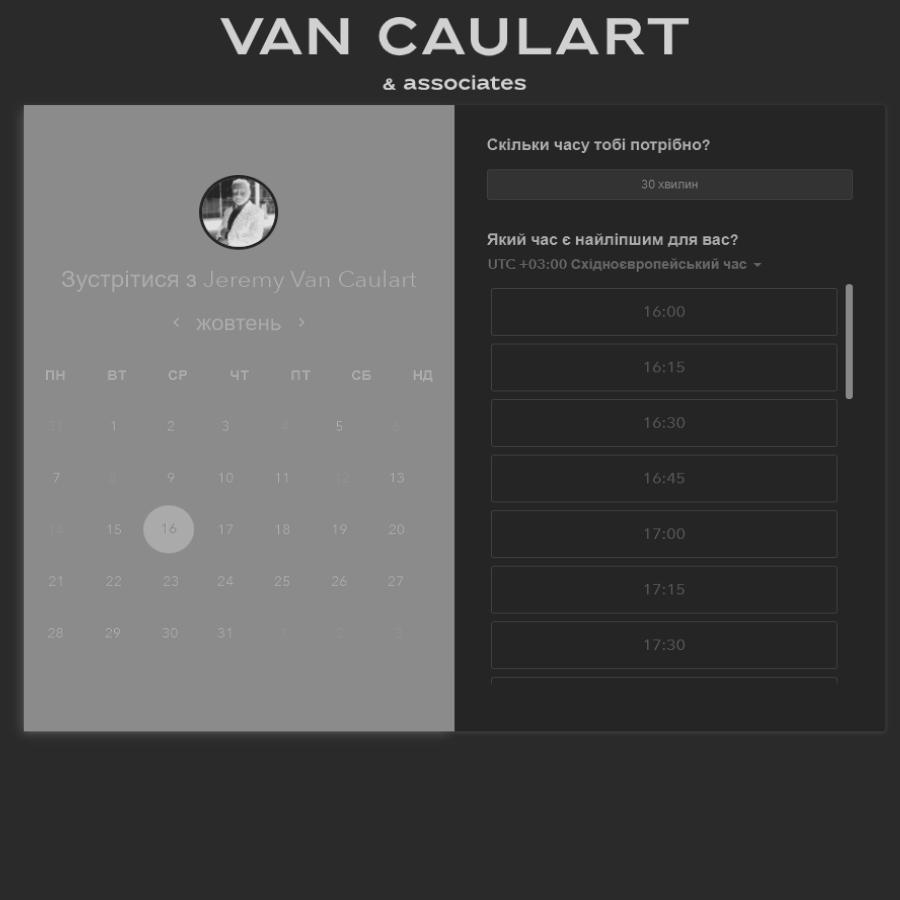 VAN CAULART
& associates
Зустрітися з Jeremy Van Caulart
жовтень
ПН ВТ СР ЧТ ПТ СБ НД
1 2 3 4 5 6
7 8 9 10 11 12 13
14 15 16 17 18 19 20
21 22 23 24 25 26 27
28 29 30 31 1 2 3
Скільки часу тобі потрібно?
30 хвилин
Який час є найліпшим для вас?
UTC +03:00 Східноєвропейський час
16:00
16:15
16:30
16:45
17:00
17:15
17:30